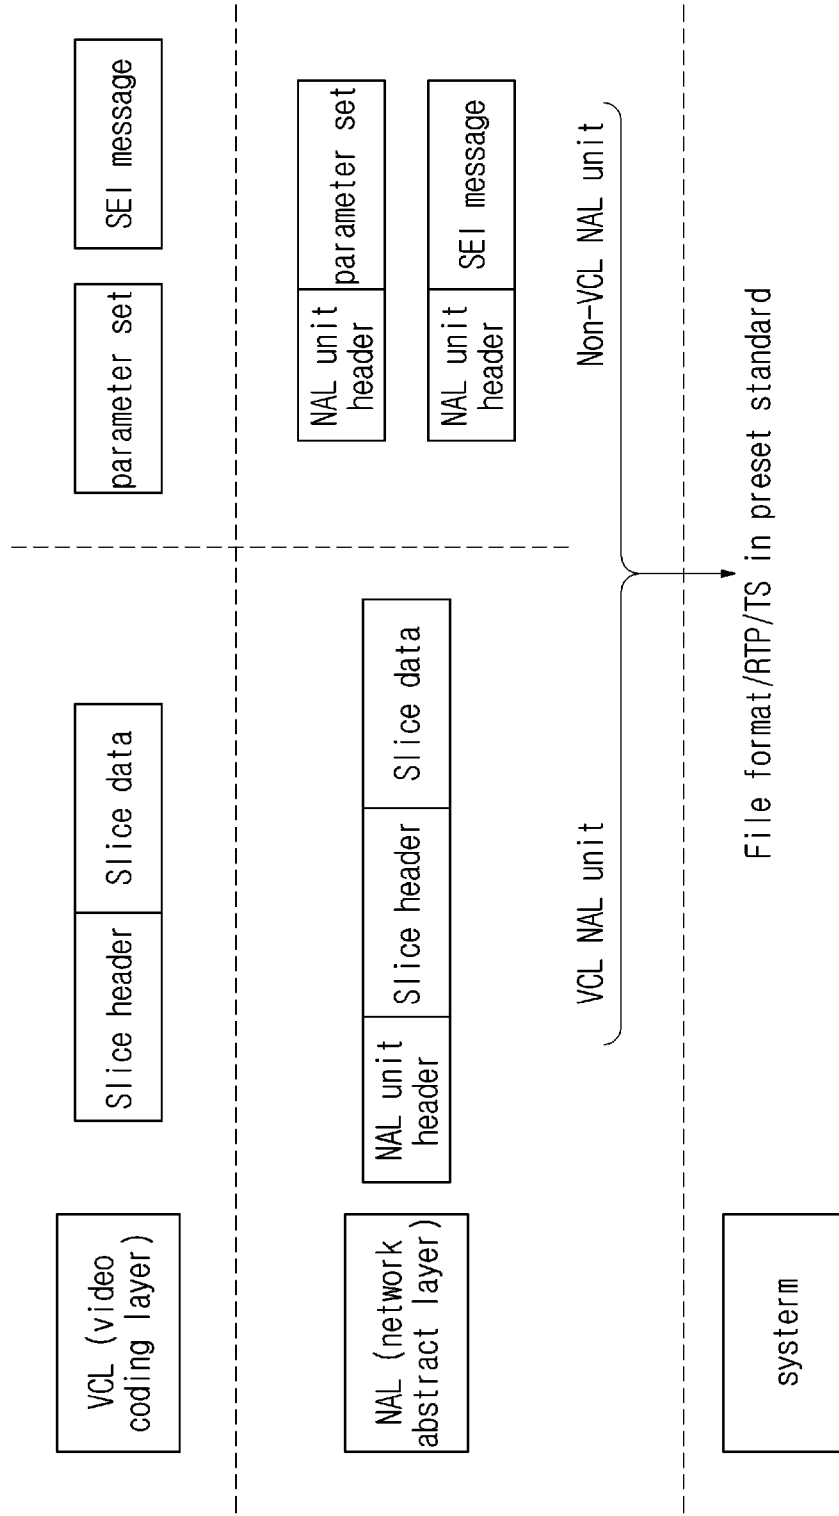 VCL (video
coding layer)
Slice header
Slice data
parameter set
SEI message
NAL (network
abstract layer)
NAL unit
header
Slice header
Slice data
NAL unit
header
parameter set
NAL unit
header
SEI message
VCL NAL unit
Non-VCL NAL unit
systerm
File format/RTP/TS in preset standard